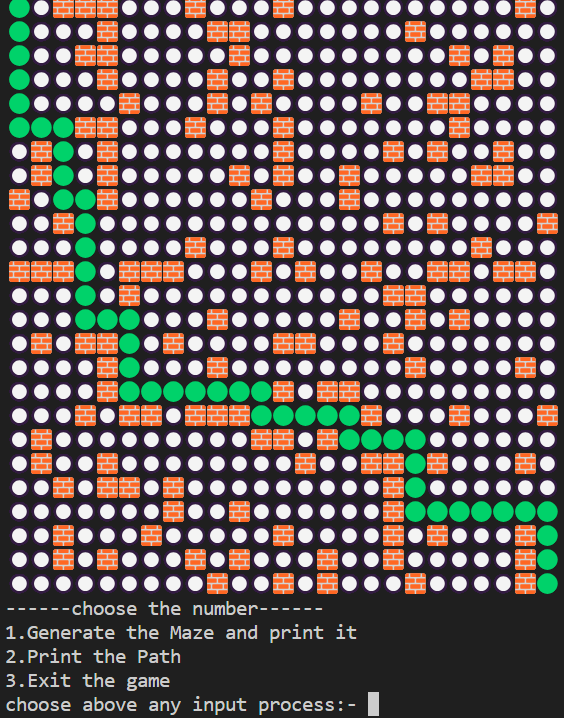 ------choose the number------
1.Generate the Maze and print it
2.Print the Path
3.Exit the game
choose above any input process:-